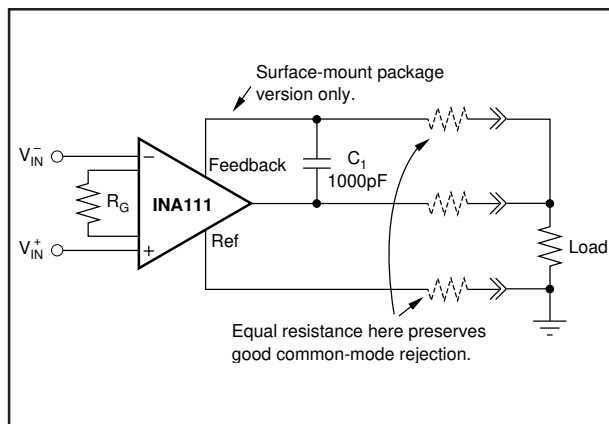 Surface-mount package
version only.
V_IN^−
−
Feedback
C_1
1000pF
R_G
INA111
V_IN^+
+
Ref
Load
Equal resistance here preserves
good common-mode rejection.